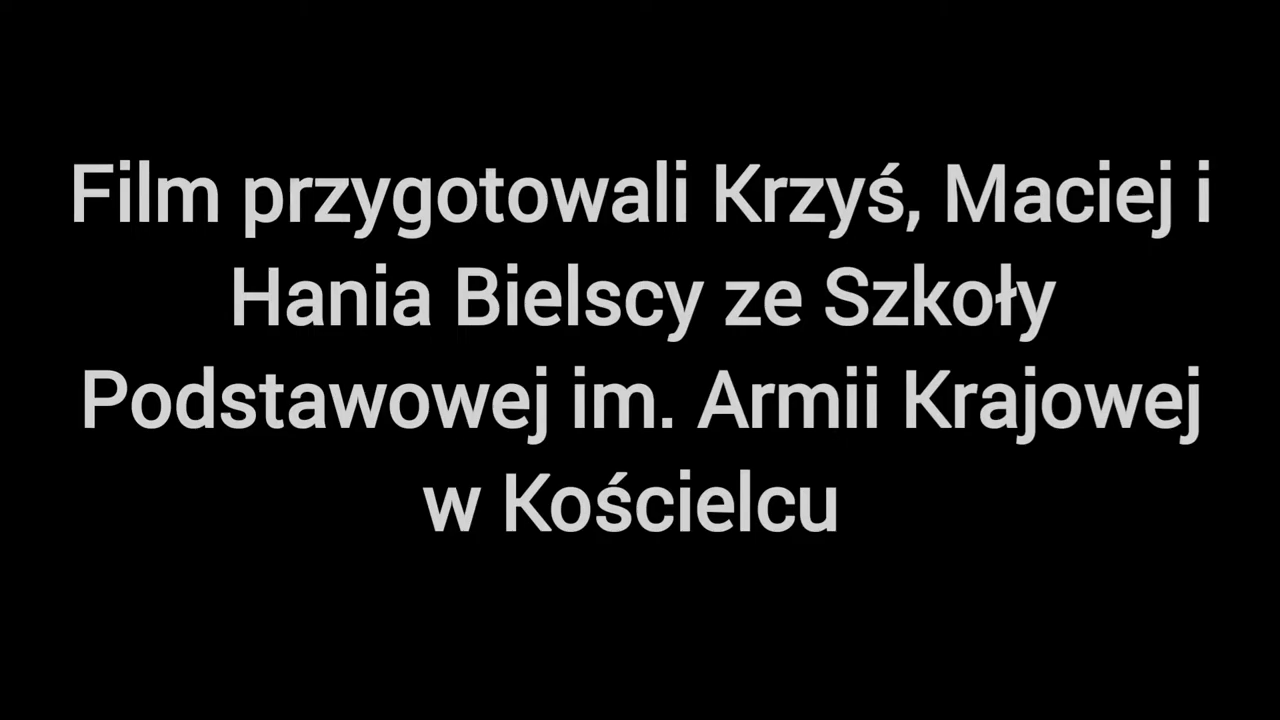 Film przygotowali Krzyś, Maciej i
Hania Bielscy ze Szkoły
Podstawowej im. Armii Krajowej
w Kościelcu